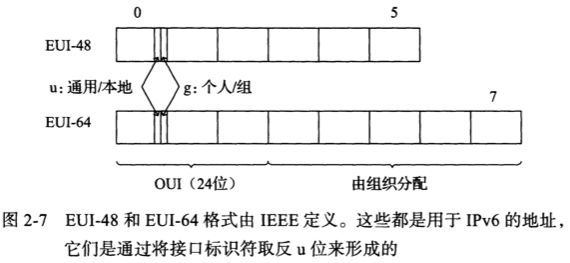 0 5
EUI-48
u:通用/本地 g:个人/组
7
EUI-64
OUI（24位） 由组织分配
图 2-7 EUI-48 和 EUI-64 格式由 IEEE 定义。这些都是用于 IPv6 的地址，
它们是通过将接口标识符取反 u 位来形成的